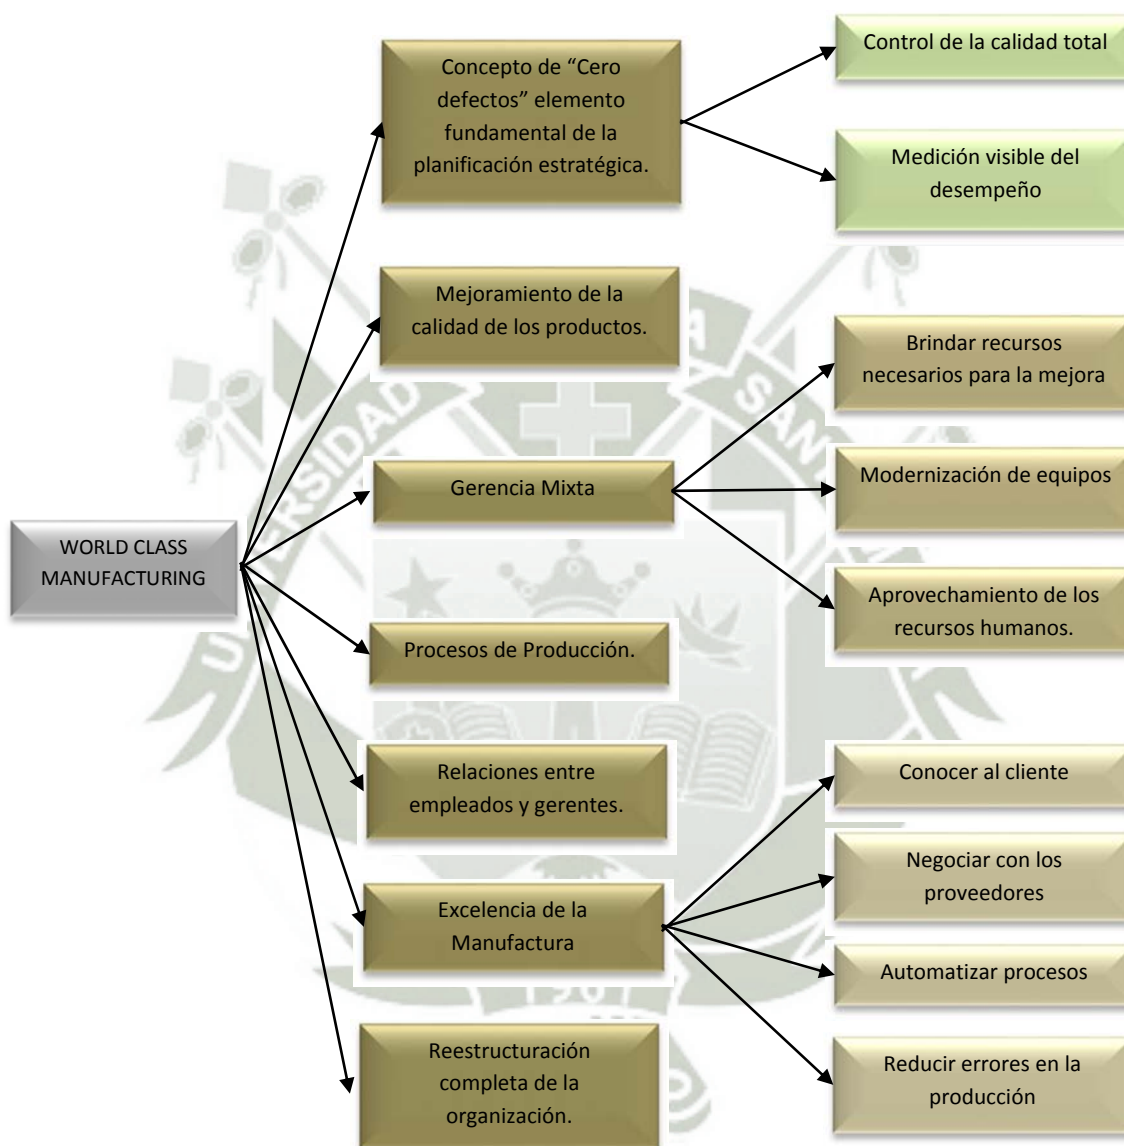 Control de la calidad total
Concepto de “Cero
defectos” elemento
fundamental de la
planificación estratégica.
Medición visible del
desempeño
Mejoramiento de la
calidad de los productos.
Brindar recursos
necesarios para la mejora
Gerencia Mixta
Modernización de equipos
WORLD CLASS
MANUFACTURING
Aprovechamiento de los
recursos humanos.
Procesos de Producción.
Relaciones entre
empleados y gerentes.
Conocer al cliente
Negociar con los
proveedores
Excelencia de la
Manufactura
Automatizar procesos
Reestructuración
completa de la
organización.
Reducir errores en la
producción